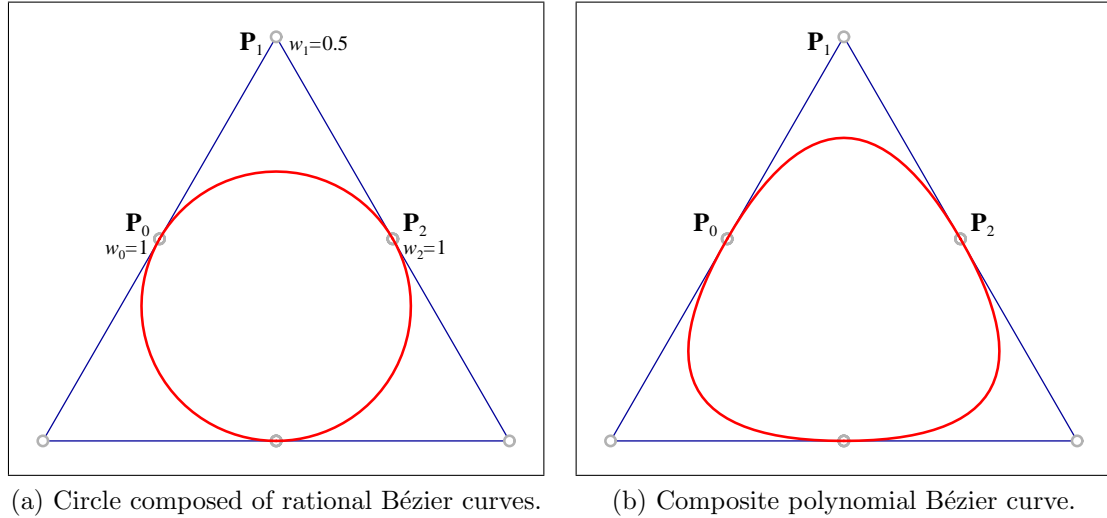 P₁ w₁=0.5
P₀ P₂
w₀=1 w₂=1
P₁
P₀ P₂
(a) Circle composed of rational Bézier curves.
(b) Composite polynomial Bézier curve.